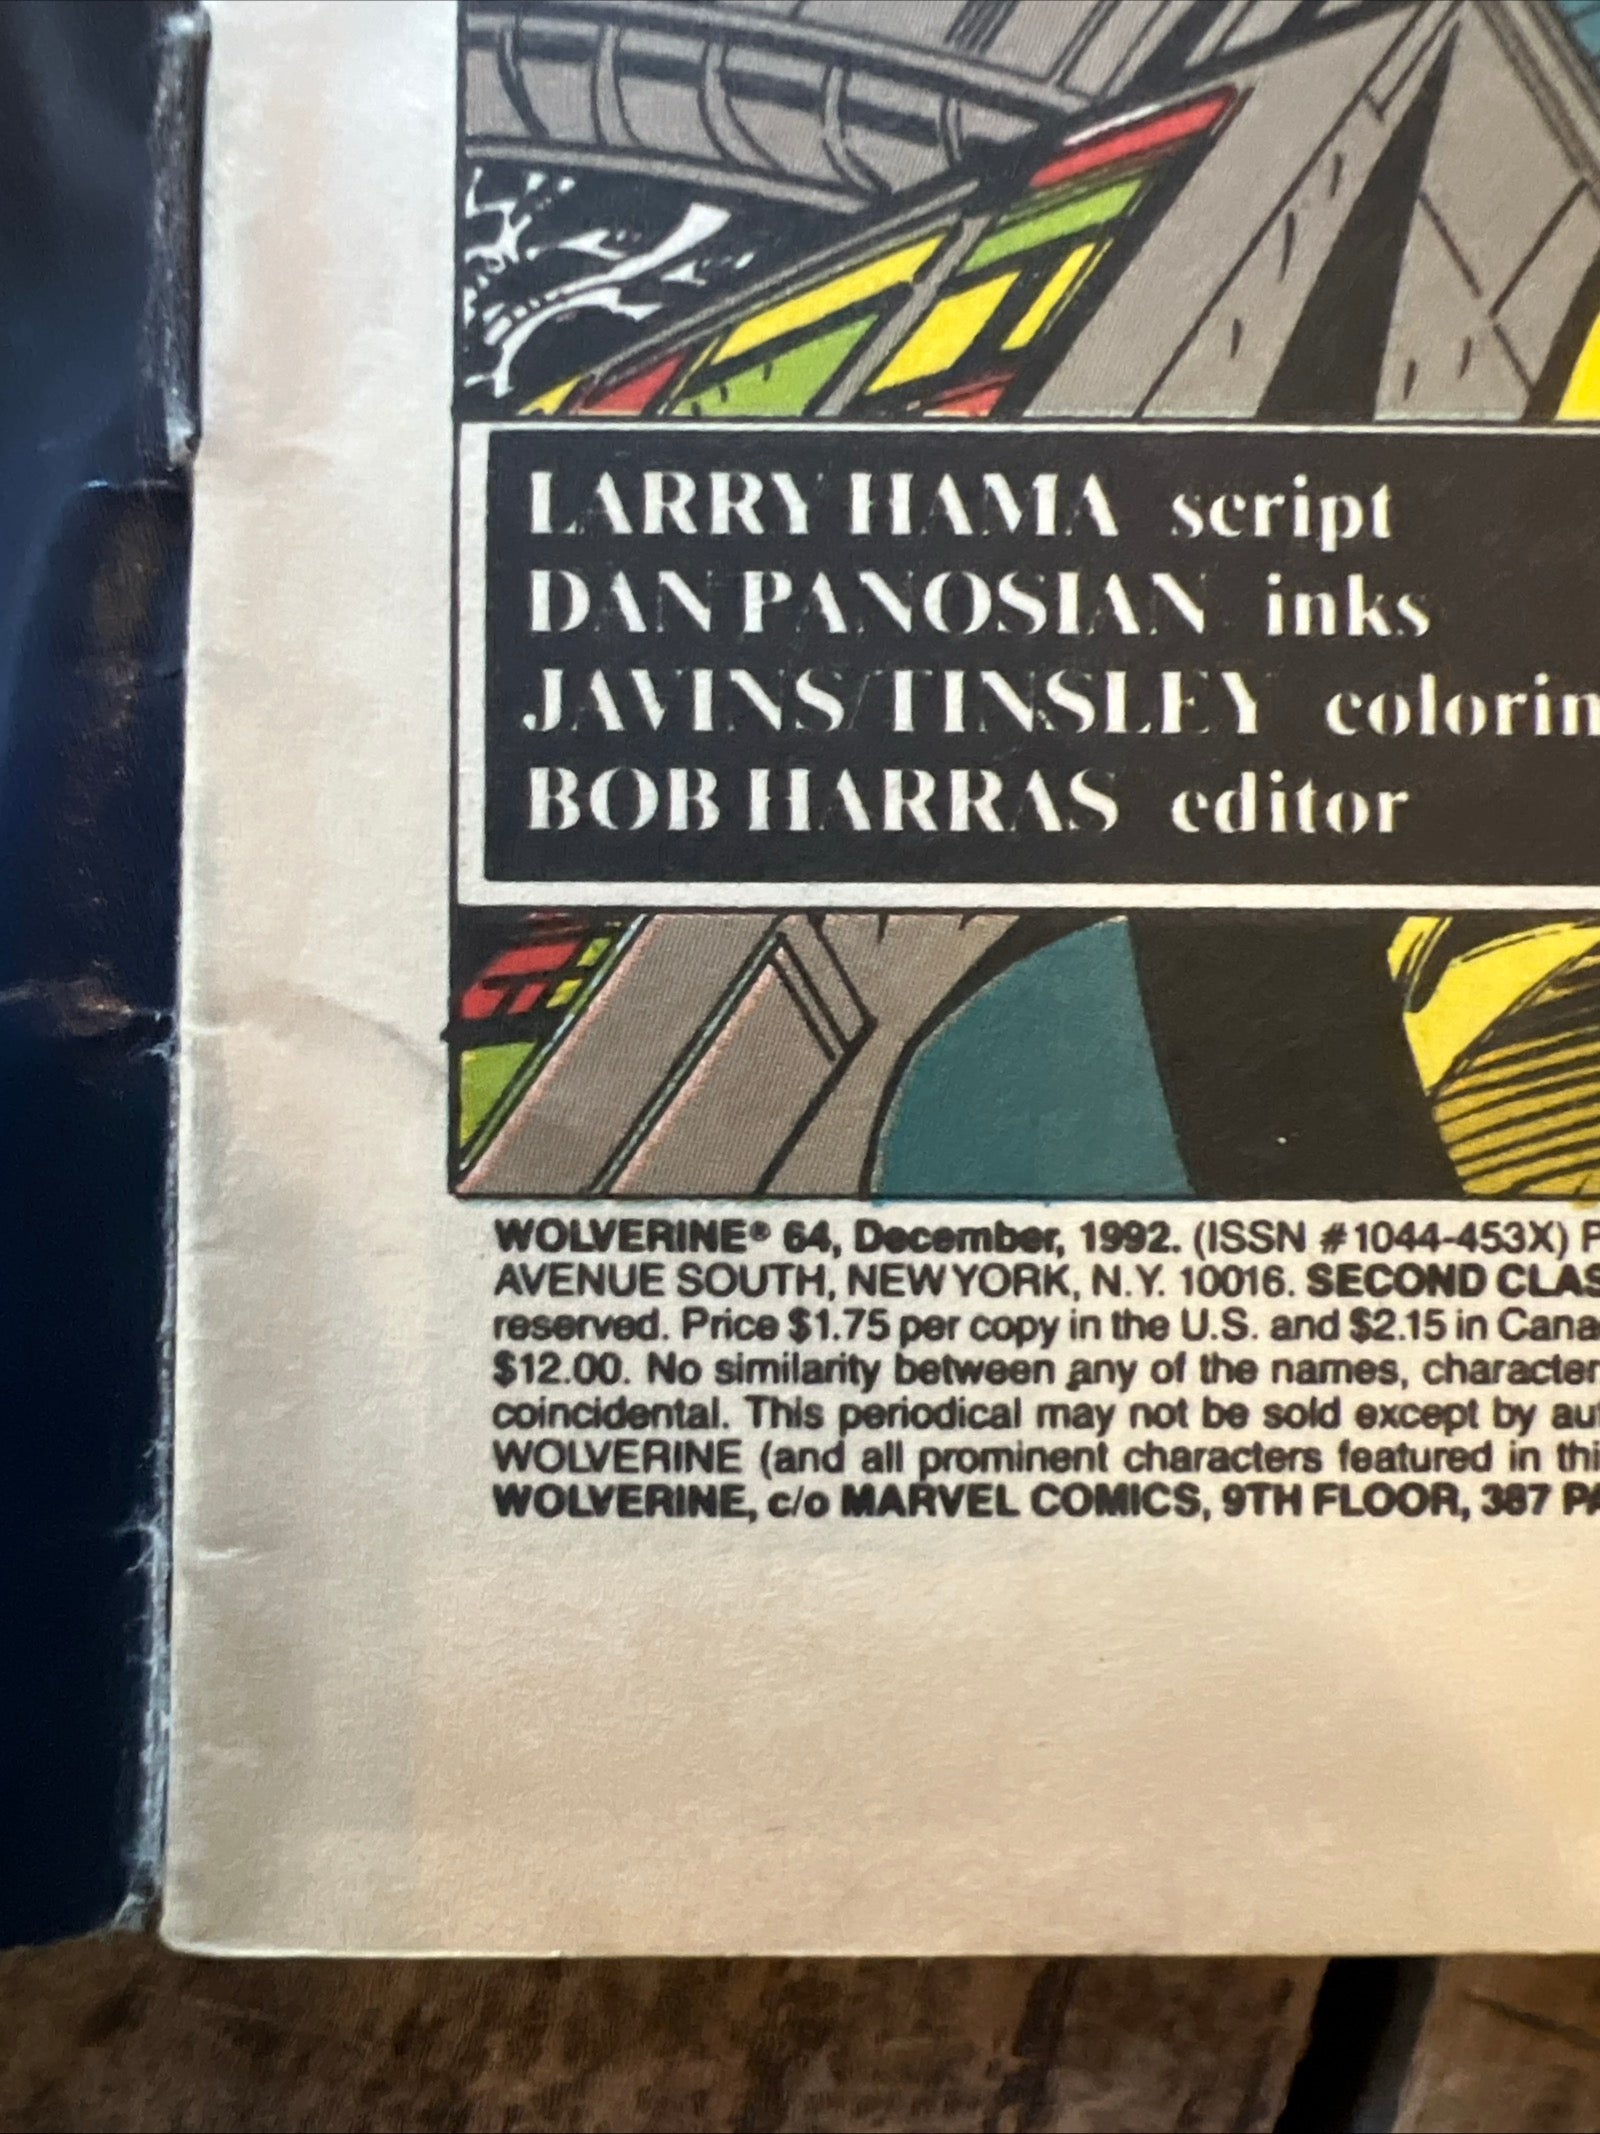 LARRY HAMA script
DAN PANOSIAN inks
JAVINS/TINSLEY colorin
BOB HARRAS editor
WOLVERINE® 64, December, 1992. (ISSN #1044-453X) P
AVENUE SOUTH, NEW YORK, N.Y. 10016. SECOND CLAS
reserved. Price $1.75 per copy in the U.S. and $2.15 in Cana
$12.00. No similarity between any of the names, character
coincidental. This periodical may not be sold except by aut
WOLVERINE (and all prominent characters featured in thi
WOLVERINE, c/o MARVEL COMICS, 9TH FLOOR, 387 PA